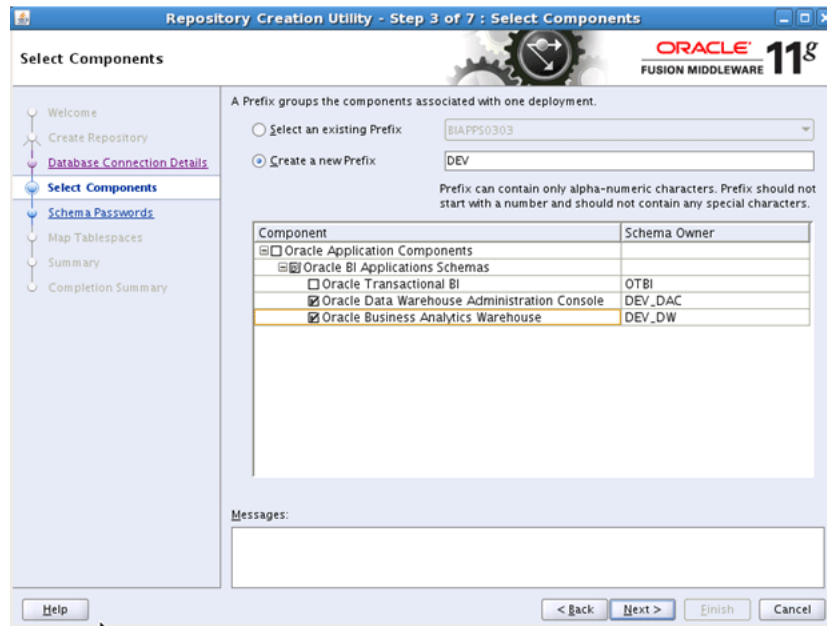 Repository Creation Utility - Step 3 of 7 : Select Components
Select Components
ORACLE
FUSION MIDDLEWARE 11g
Welcome
Create Repository
Database Connection Details
Select Components
Schema Passwords
Map Tablespaces
Summary
Completion Summary
A Prefix groups the components associated with one deployment.
Select an existing Prefix BIAPPS0303
Create a new Prefix DEV
Prefix can contain only alpha-numeric characters. Prefix should not
start with a number and should not contain any special characters.
Component Schema Owner
Oracle Application Components
Oracle BI Applications Schemas
Oracle Transactional BI OTBI
Oracle Data Warehouse Administration Console DEV_DAC
Oracle Business Analytics Warehouse DEV_DW
Messages:
Help < Back Next > Finish Cancel